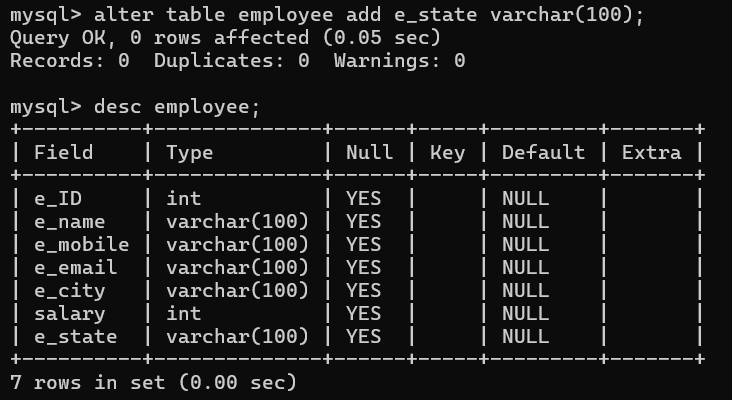 mysql> alter table employee add e_state varchar(100);
Query OK, 0 rows affected (0.05 sec)
Records: 0  Duplicates: 0  Warnings: 0

mysql> desc employee;
+----------+--------------+------+-----+---------+-------+
| Field    | Type         | Null | Key | Default | Extra |
+----------+--------------+------+-----+---------+-------+
| e_ID     | int          | YES  |     | NULL    |       |
| e_name   | varchar(100) | YES  |     | NULL    |       |
| e_mobile | varchar(100) | YES  |     | NULL    |       |
| e_email  | varchar(100) | YES  |     | NULL    |       |
| e_city   | varchar(100) | YES  |     | NULL    |       |
| salary   | int          | YES  |     | NULL    |       |
| e_state  | varchar(100) | YES  |     | NULL    |       |
+----------+--------------+------+-----+---------+-------+
7 rows in set (0.00 sec)